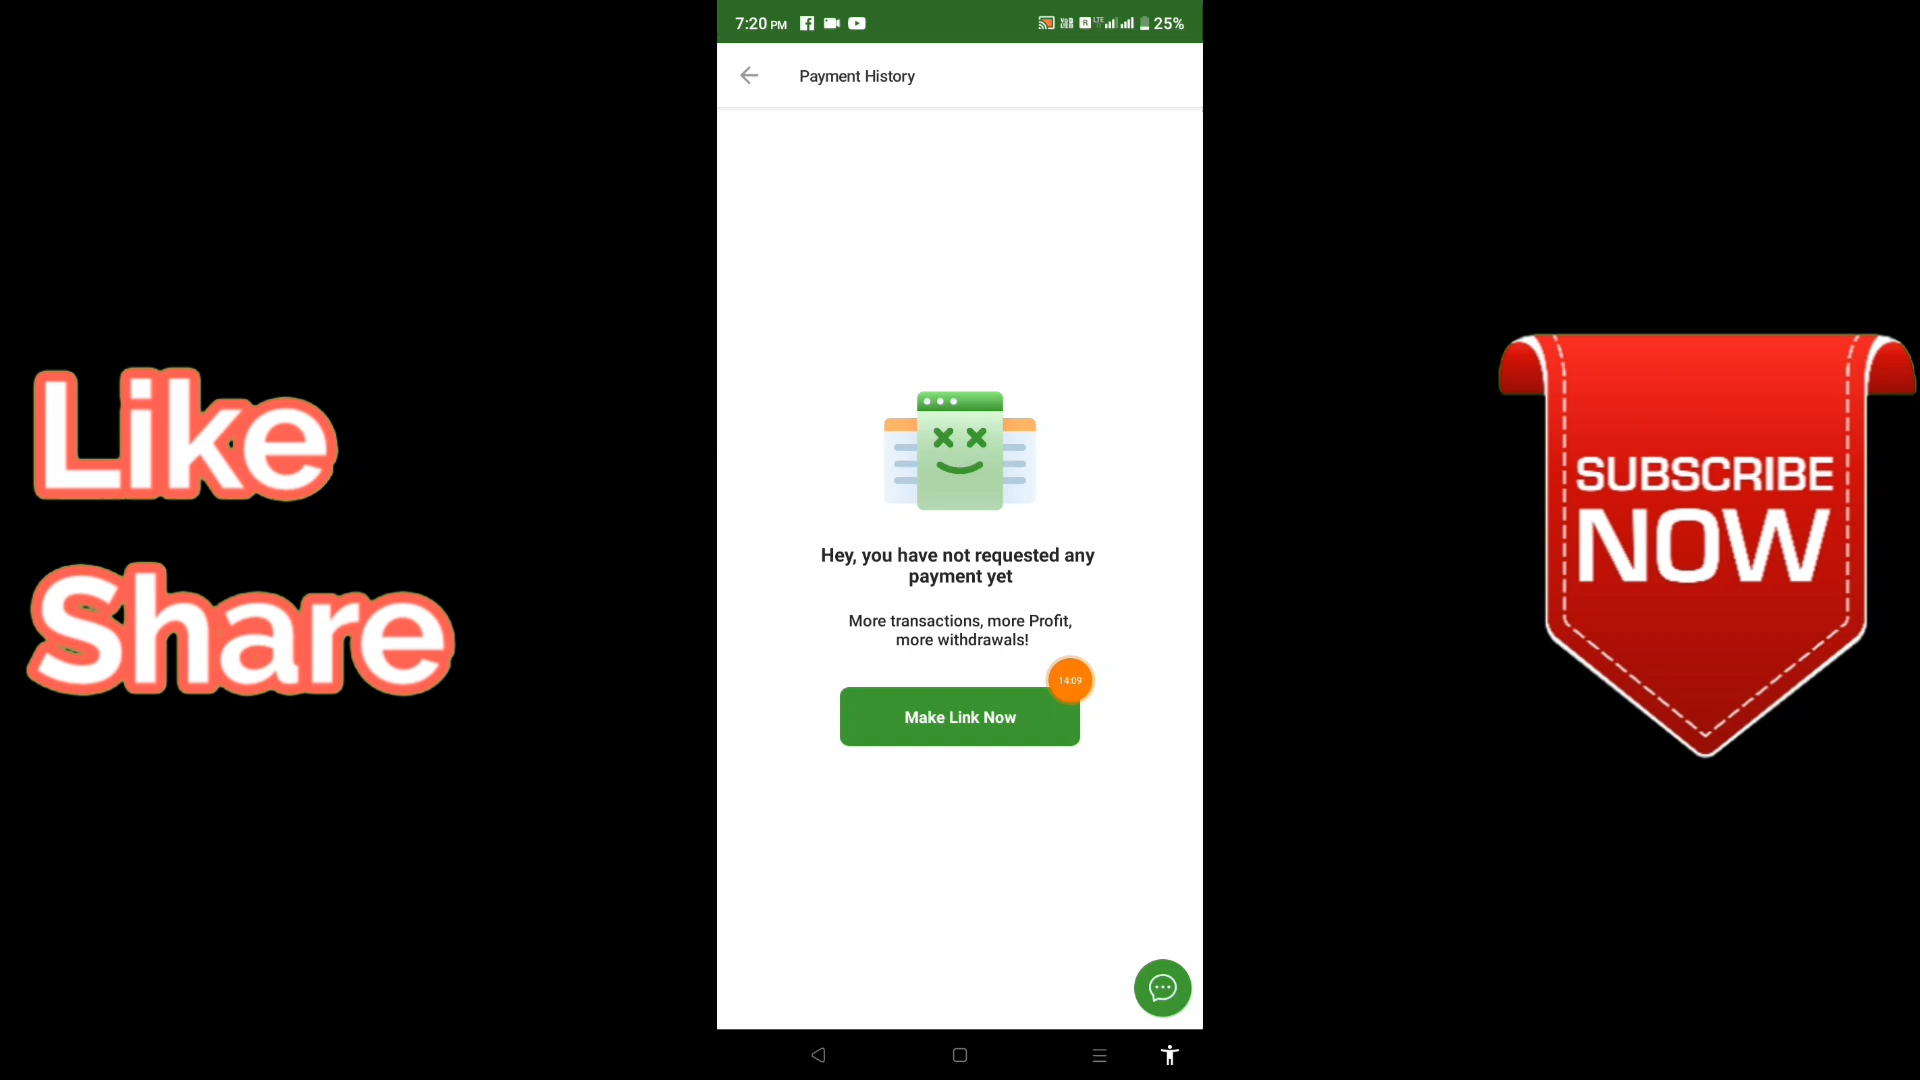 7:20 PM
25%
Payment History
Like
Share
SUBSCRIBE
NOW
Hey, you have not requested any
payment yet
More transactions, more Profit,
more withdrawals!
14:09
Make Link Now